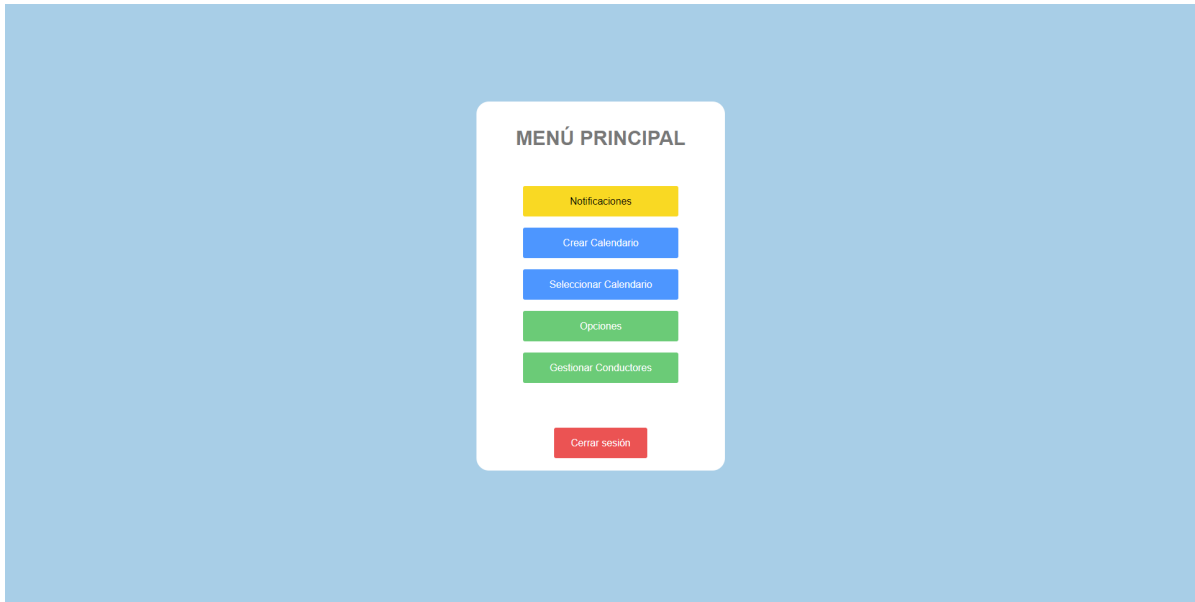 MENÚ PRINCIPAL
Notificaciones
Crear Calendario
Seleccionar Calendario
Opciones
Gestionar Conductores
Cerrar sesión